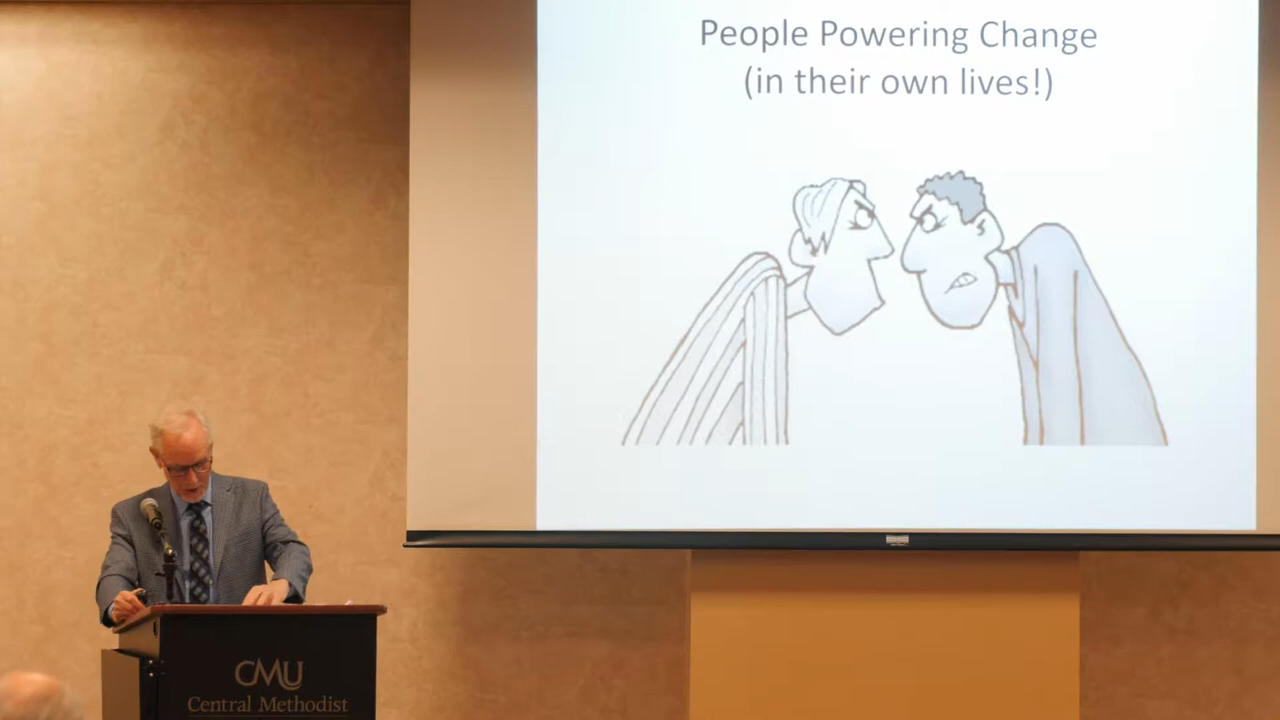 People Powering Change
(in their own lives!)
CMU
Central Methodist